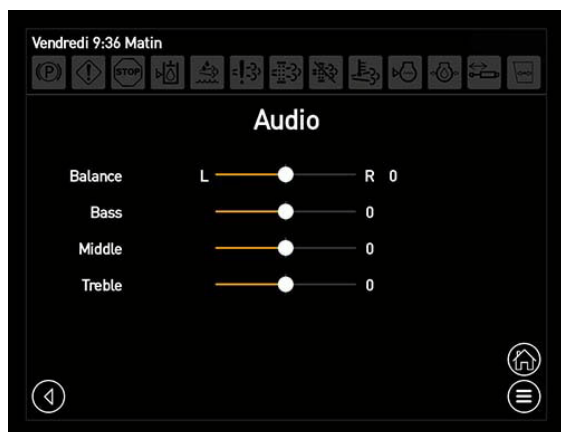 Vendredi 9:36 Matin
P STOP
Audio
Balance L R 0
Bass 0
Middle 0
Treble 0